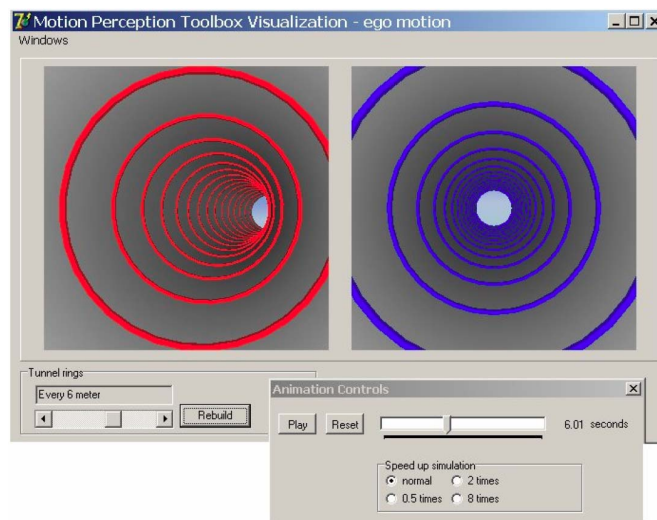 Motion Perception Toolbox Visualization - ego motion
Windows
Tunnel rings
Every 6 meter
Rebuild
Animation Controls
Play Reset 6.01 seconds
Speed up simulation
normal 2 times
0.5 times 8 times